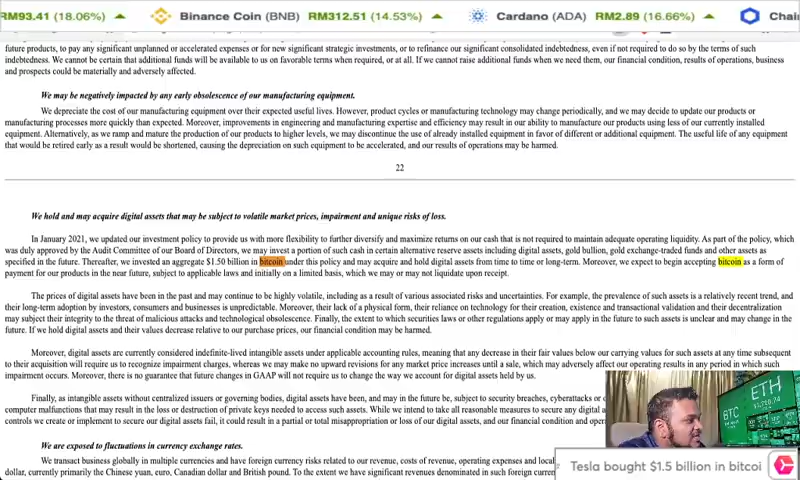 RM93.41 (18.06%) Binance Coin (BNB) RM312.51 (14.53%) Cardano (ADA) RM2.89 (16.66%) Chain
future products, to pay any significant unplanned or accelerated expenses or for new significant strategic investments, or to refinance our significant consolidated indebtedness, even if not required to do so by the terms of such
indebtedness. We cannot be certain that additional funds will be available to us on favorable terms when required, or at all. If we cannot raise additional funds when we need them, our financial condition, results of operations, business
and prospects could be materially and adversely affected.
We may be negatively impacted by any early obsolescence of our manufacturing equipment.
We depreciate the cost of our manufacturing equipment over their expected useful lives. However, product cycles or manufacturing technology may change periodically, and we may decide to update our products or
manufacturing processes more quickly than expected. Moreover, improvements in engineering and manufacturing expertise and efficiency may result in our ability to manufacture our products using less of our currently installed
equipment. Alternatively, as we ramp and mature the production of our products to higher levels, we may discontinue the use of already installed equipment in favor of different or additional equipment. The useful life of any equipment
that would be retired early as a result would be shortened, causing the depreciation on such equipment to be accelerated, and our results of operations may be harmed.
22
We hold and may acquire digital assets that may be subject to volatile market prices, impairment and unique risks of loss.
In January 2021, we updated our investment policy to provide us with more flexibility to further diversify and maximize returns on our cash that is not required to maintain adequate operating liquidity. As part of the policy, which
was duly approved by the Audit Committee of our Board of Directors, we may invest a portion of such cash in certain alternative reserve assets including digital assets, gold bullion, gold exchange-traded funds and other assets as
specified in the future. Thereafter, we invested an aggregate $1.50 billion in bitcoin under this policy and may acquire and hold digital assets from time to time or long-term. Moreover, we expect to begin accepting bitcoin as a form of
payment for our products in the near future, subject to applicable laws and initially on a limited basis, which we may or may not liquidate upon receipt.
The prices of digital assets have been in the past and may continue to be highly volatile, including as a result of various associated risks and uncertainties. For example, the prevalence of such assets is a relatively recent trend, and
their long-term adoption by investors, consumers and businesses is unpredictable. Moreover, their lack of a physical form, their reliance on technology for their creation, existence and transactional validation and their decentralization
may subject their integrity to the threat of malicious attacks and technological obsolescence. Finally, the extent to which securities laws or other regulations apply or may apply in the future to such assets is unclear and may change in the
future. If we hold digital assets and their values decrease relative to our purchase prices, our financial condition may be harmed.
Moreover, digital assets are currently considered indefinite-lived intangible assets under applicable accounting rules, meaning that any decrease in their fair values below our carrying values for such assets at any time subsequent
to their acquisition will require us to recognize impairment charges, whereas we may make no upward revisions for any market price increases until a sale, which may adversely affect our operating results in any period in which such
impairment occurs. Moreover, there is no guarantee that future changes in GAAP will not require us to change the way we account for digital assets held by us.
Finally, as intangible assets without centralized issuers or governing bodies, digital assets have been, and may in the future be, subject to security breaches, cyberattacks or
computer malfunctions that may result in the loss or destruction of private keys needed to access such assets. While we intend to take all reasonable measures to secure any digital
controls we create or implement to secure our digital assets fail, it could result in a partial or total misappropriation or loss of our digital assets, and our financial condition and
BTC ETH
We are exposed to fluctuations in currency exchange rates.
We transact business globally in multiple currencies and have foreign currency risks related to our revenue, costs of revenue, operating expenses and
dollar, currently primarily the Chinese yuan, euro, Canadian dollar and British pound. To the extent we have significant revenues denominated in such foreign
Tesla bought $1.5 billion in bitcoi